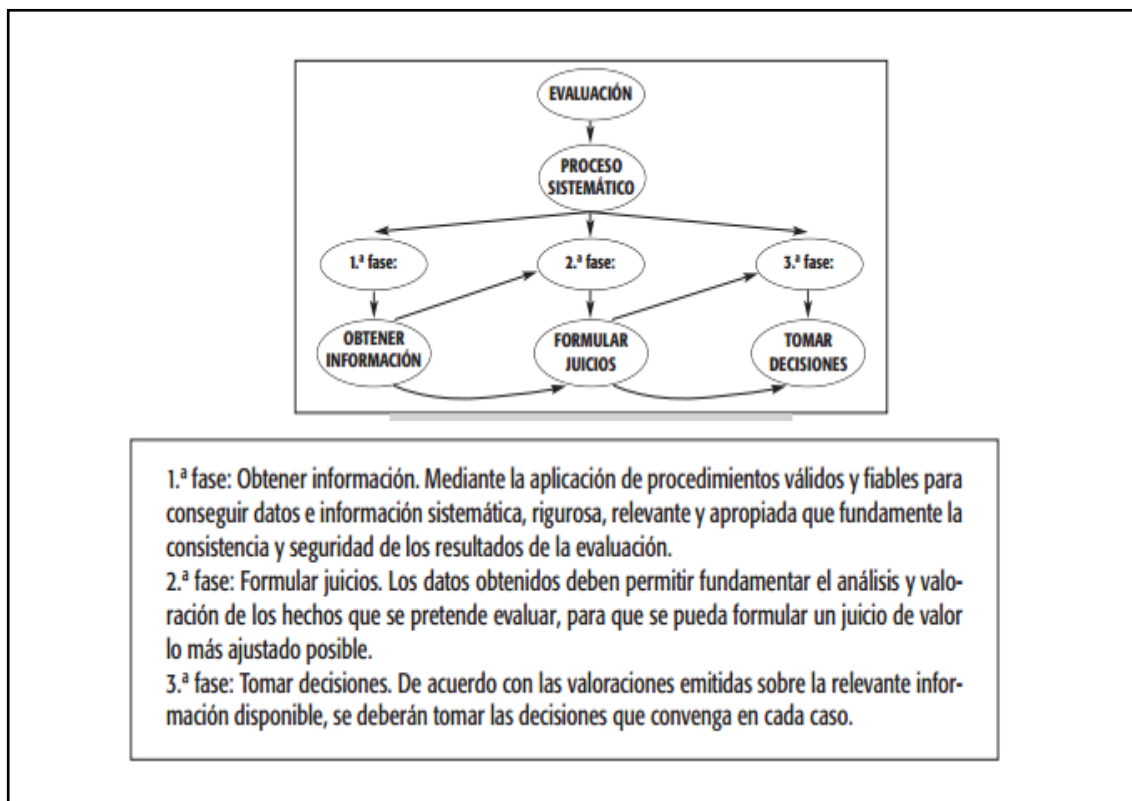 EVALUACIÓN
PROCESO
SISTEMÁTICO
1.ª fase:
2.ª fase:
3.ª fase:
OBTENER
INFORMACIÓN
FORMULAR
JUICIOS
TOMAR
DECISIONES
1.ª fase: Obtener información. Mediante la aplicación de procedimientos válidos y fiables para
conseguir datos e información sistemática, rigurosa, relevante y apropiada que fundamente la
consistencia y seguridad de los resultados de la evaluación.
2.ª fase: Formular juicios. Los datos obtenidos deben permitir fundamentar el análisis y valo-
ración de los hechos que se pretende evaluar, para que se pueda formular un juicio de valor
lo más ajustado posible.
3.ª fase: Tomar decisiones. De acuerdo con las valoraciones emitidas sobre la relevante infor-
mación disponible, se deberán tomar las decisiones que convenga en cada caso.